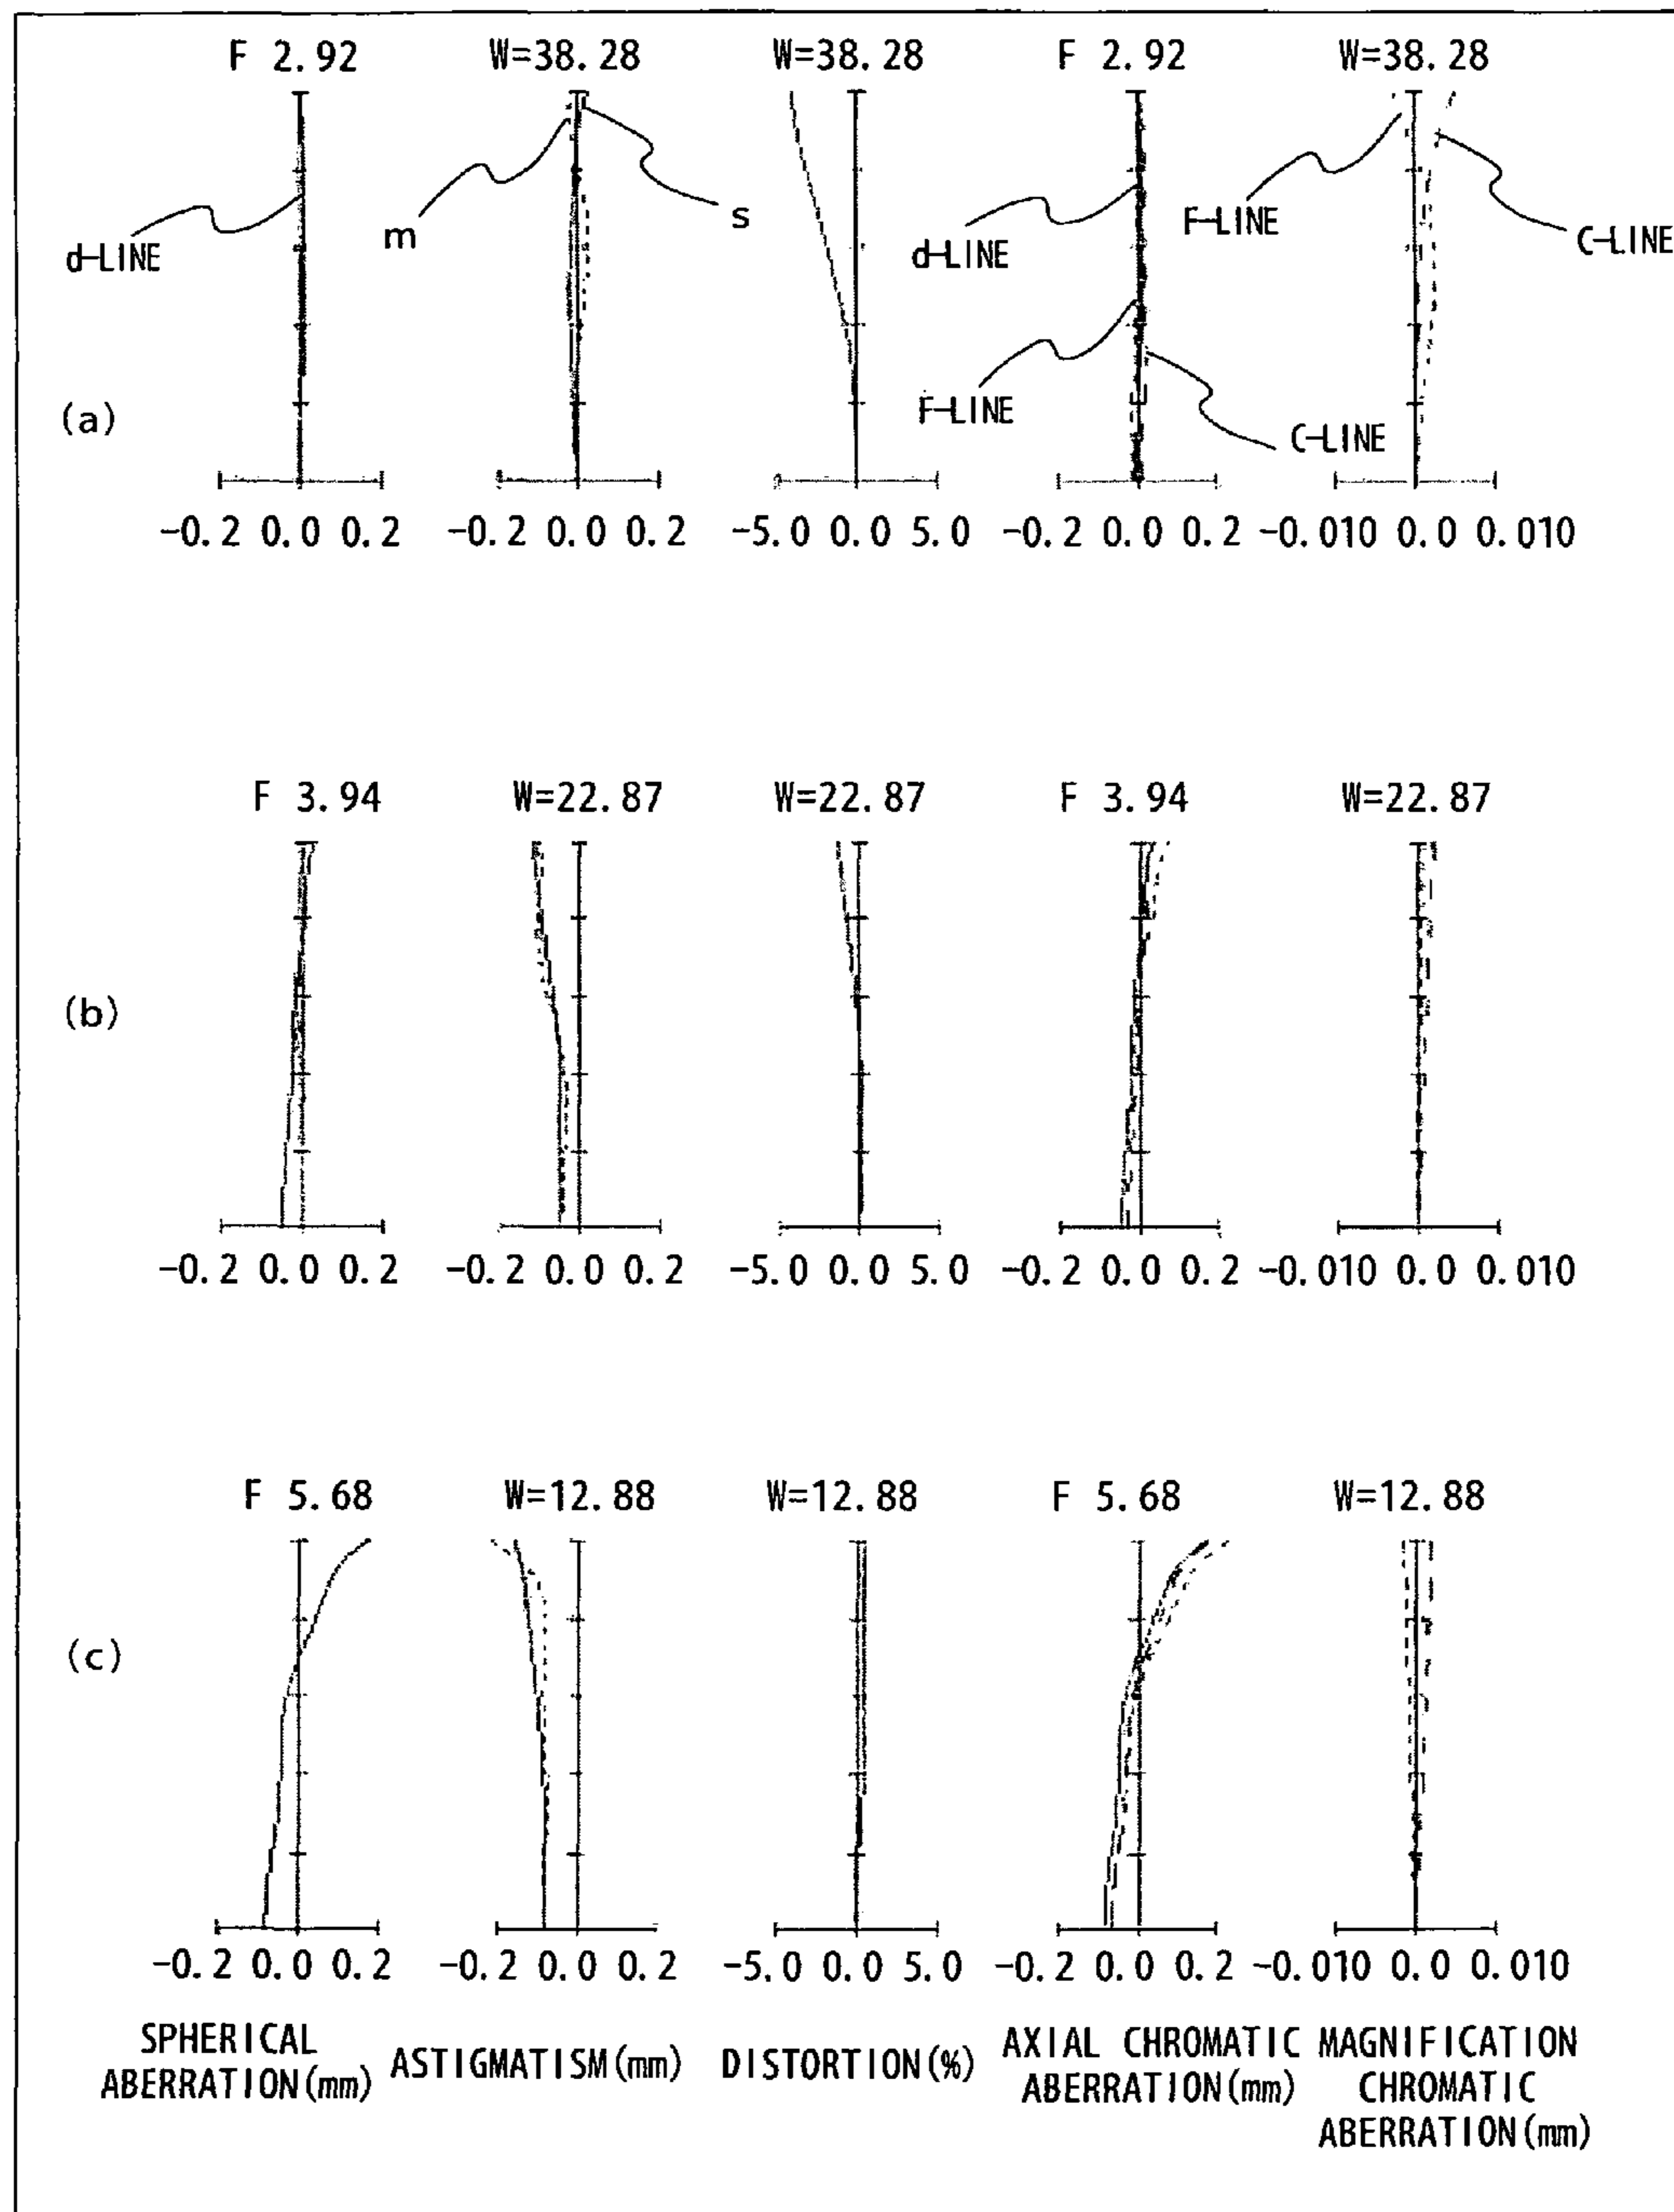 F 2.92 W=38.28 W=38.28 F 2.92 W=38.28
d-LINE m s d-LINE F-LINE C-LINE
F-LINE C-LINE
(a)
-0.2 0.0 0.2 -0.2 0.0 0.2 -5.0 0.0 5.0 -0.2 0.0 0.2 -0.010 0.0 0.010
F 3.94 W=22.87 W=22.87 F 3.94 W=22.87
(b)
-0.2 0.0 0.2 -0.2 0.0 0.2 -5.0 0.0 5.0 -0.2 0.0 0.2 -0.010 0.0 0.010
F 5.68 W=12.88 W=12.88 F 5.68 W=12.88
(c)
-0.2 0.0 0.2 -0.2 0.0 0.2 -5.0 0.0 5.0 -0.2 0.0 0.2 -0.010 0.0 0.010
SPHERICAL
ABERRATION(mm)
ASTIGMATISM(mm)
DISTORTION(%)
AXIAL CHROMATIC
ABERRATION(mm)
MAGNIFICATION
CHROMATIC
ABERRATION(mm)